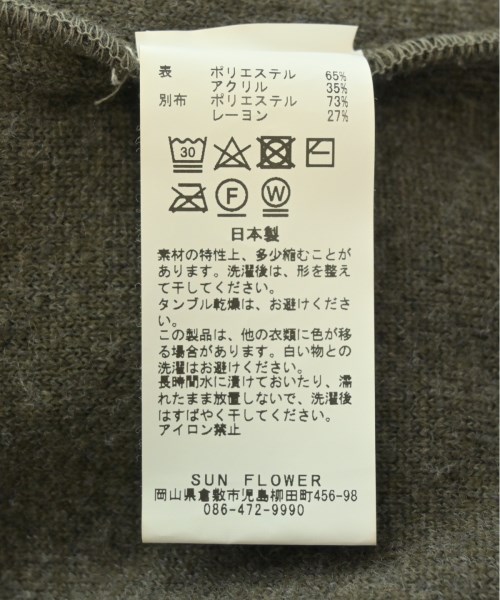 表 ポリエステル 65%
アクリル 35%
別布 ポリエステル 73%
レーヨン 27%
30
F W
日本製
素材の特性上、多少縮むことが
あります。洗濯後は、形を整え
て干してください。
タンブル乾燥は、お避けくださ
い。
この製品は、他の衣類に色が移
る場合があります。白い物との
洗濯はお避けください。
長時間水に漬けておいたり、濡
れたまま放置しないで、洗濯後
はすばやく干してください。
アイロン禁止
SUN FLOWER
岡山県倉敷市児島柳田町456-98
086-472-9990